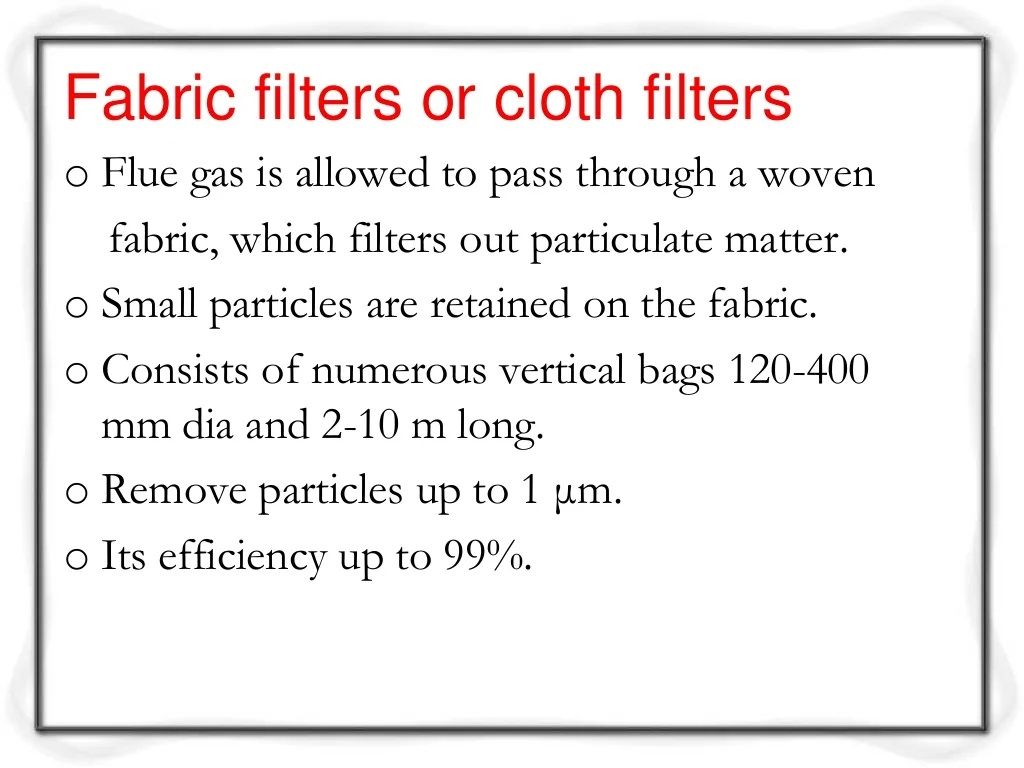 Fabric filters or cloth filters
o Flue gas is allowed to pass through a woven
fabric, which filters out particulate matter.
o Small particles are retained on the fabric.
o Consists of numerous vertical bags 120-400
mm dia and 2-10 m long.
o Remove particles up to 1 μm.
o Its efficiency up to 99%.